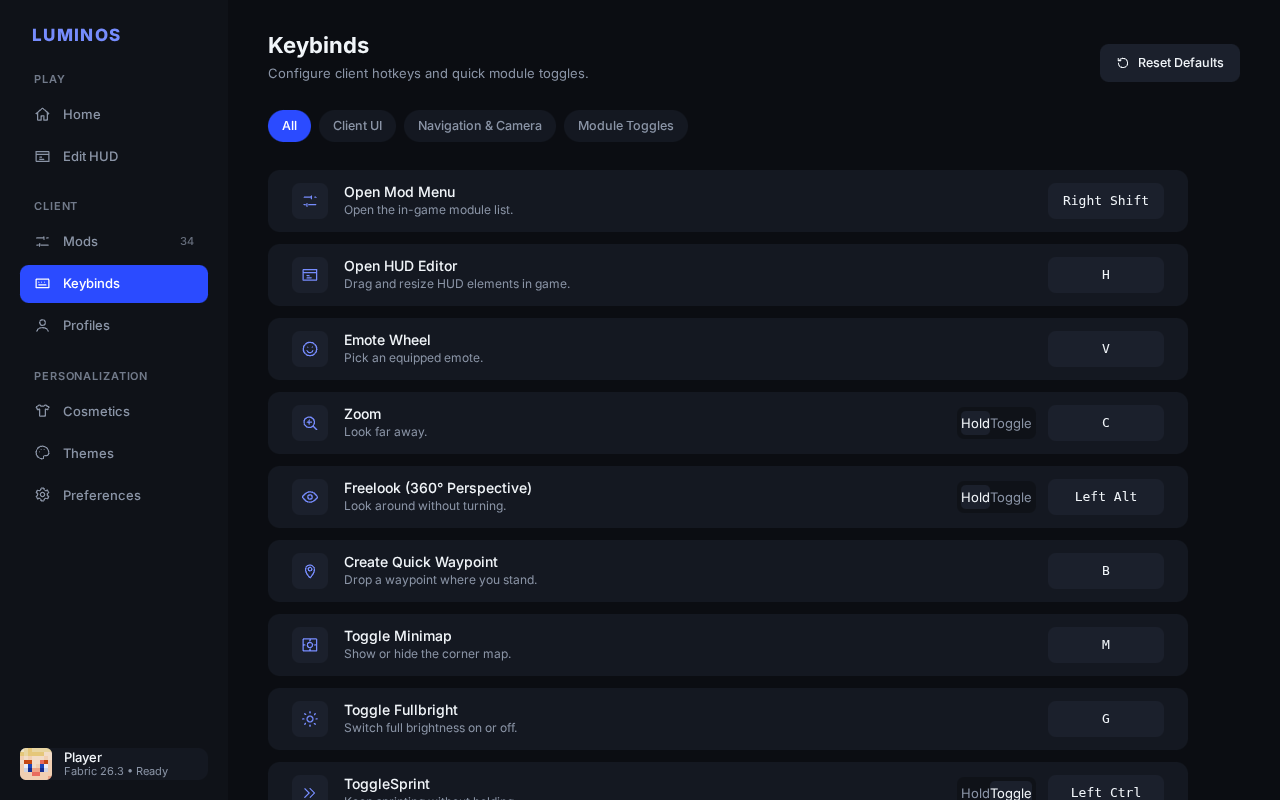 LUMINOS
PLAY
Home
Edit HUD
CLIENT
Mods 34
Keybinds
Profiles
PERSONALIZATION
Cosmetics
Themes
Preferences
Player
Fabric 26.3 • Ready
Keybinds
Configure client hotkeys and quick module toggles.
Reset Defaults
All Client UI Navigation & Camera Module Toggles
Open Mod Menu
Open the in-game module list.
Right Shift
Open HUD Editor
Drag and resize HUD elements in game.
H
Emote Wheel
Pick an equipped emote.
V
Zoom
Look far away.
Hold Toggle C
Freelook (360° Perspective)
Look around without turning.
Hold Toggle Left Alt
Create Quick Waypoint
Drop a waypoint where you stand.
B
Toggle Minimap
Show or hide the corner map.
M
Toggle Fullbright
Switch full brightness on or off.
G
ToggleSprint
Keep sprinting without holding.
Hold Toggle Left Ctrl